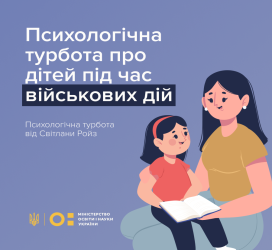 Психологічна
турбота про
дітей під час
військових дій
Психологічна турбота
від Світлани Ройз
МІНІСТЕРСТВО
ОСВІТИ І НАУКИ
УКРАЇНИ